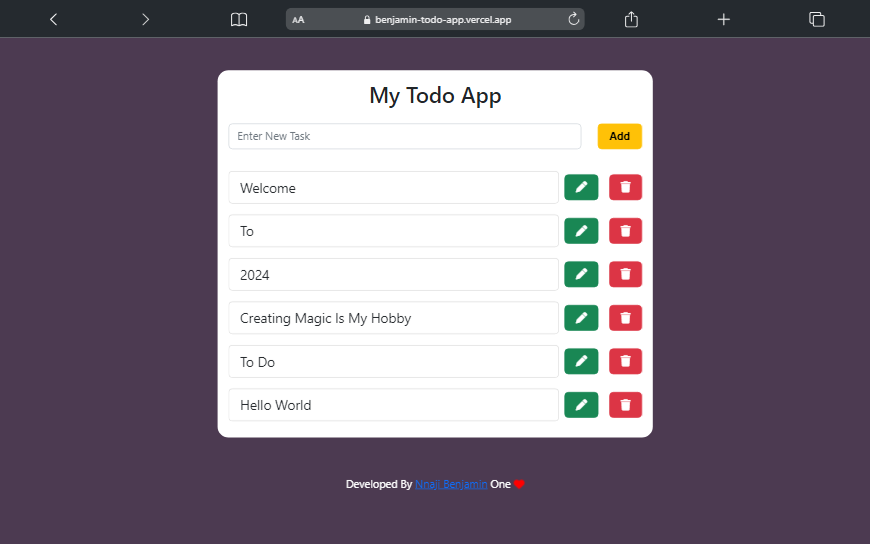 AA benjamin-todo-app.vercel.app
My Todo App
Enter New Task Add
Welcome
To
2024
Creating Magic Is My Hobby
To Do
Hello World
Developed By Nnaji Benjamin One